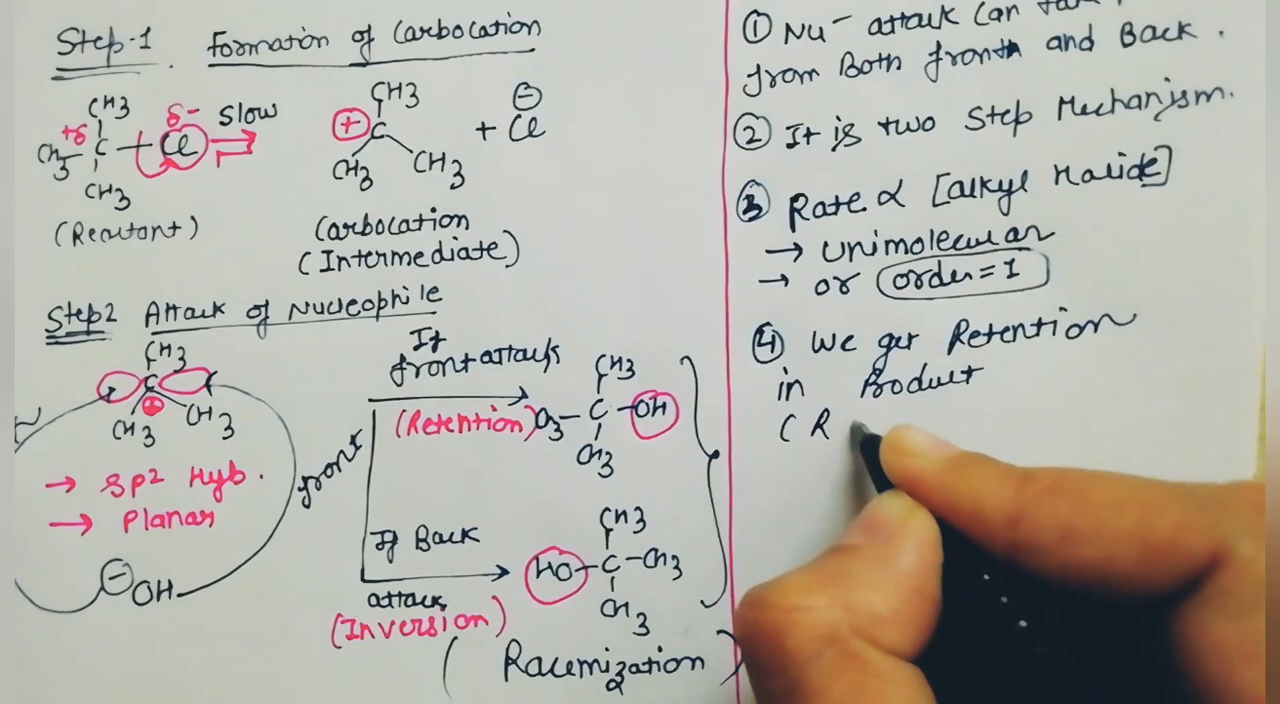 Step-1. Formation of Carbocation
CH3
+δ δ-
CH3 - C + Cl Slow
CH3
(Reactant)
CH3
+ C + Cl -
CH3 CH3
Carbocation
(Intermediate)
Step2 Attack of Nucleophile
CH3
C
CH3 CH3
→ SP2 Hyb.
→ Planar
- OH
front
If
front attack
(Retention)
CH3
C - OH
CH3
If Back
attack
(Inversion)
CH3
HO - C - CH3
CH3
(Racemization)
① Nu- attack can
from Both front and Back.
② It is two Step Mechanism.
③ Rate α [alkyl Halide]
→ unimolecular
→ or order = 1
④ We get Retention
in Product
( R